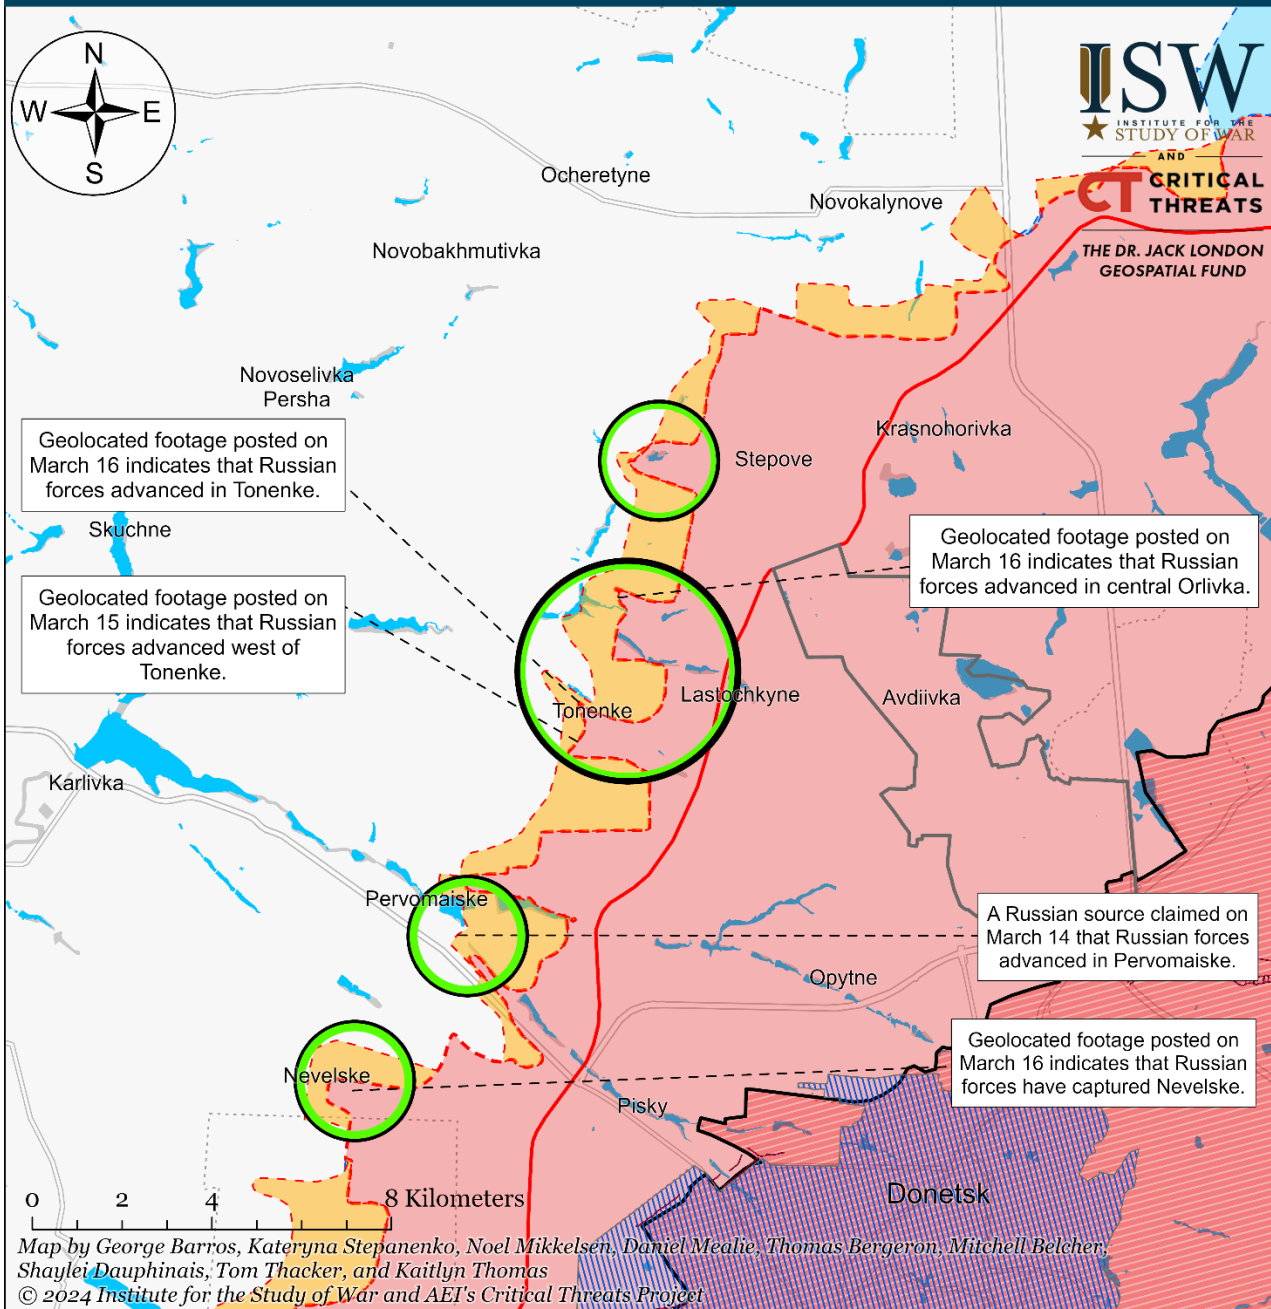 N
W E
S
ISW
INSTITUTE FOR THE
STUDY OF WAR
AND
CT CRITICAL
THREATS
THE DR. JACK LONDON
GEOSPATIAL FUND
Ocheretyne
Novokalynove
Novobakhmutivka
Novoselivka
Persha
Geolocated footage posted on
March 16 indicates that Russian
forces advanced in Tonenke.
Krasnohorivka
Stepove
Skuchne
Geolocated footage posted on
March 16 indicates that Russian
forces advanced in central Orlivka.
Geolocated footage posted on
March 15 indicates that Russian
forces advanced west of
Tonenke.
Lastochkyne
Avdiivka
Tonenke
Karlivka
Pervomaiske
A Russian source claimed on
March 14 that Russian forces
advanced in Pervomaiske.
Opytne
Geolocated footage posted on
March 16 indicates that Russian
forces have captured Nevelske.
Nevelske
Pisky
Donetsk
0 2 4 8 Kilometers
Map by George Barros, Kateryna Stepanenko, Noel Mikkelsen, Daniel Mealie, Thomas Bergeron, Mitchell Belcher,
Shaylei Dauphinais, Tom Thacker, and Kaitlyn Thomas
© 2024 Institute for the Study of War and AEI's Critical Threats Project